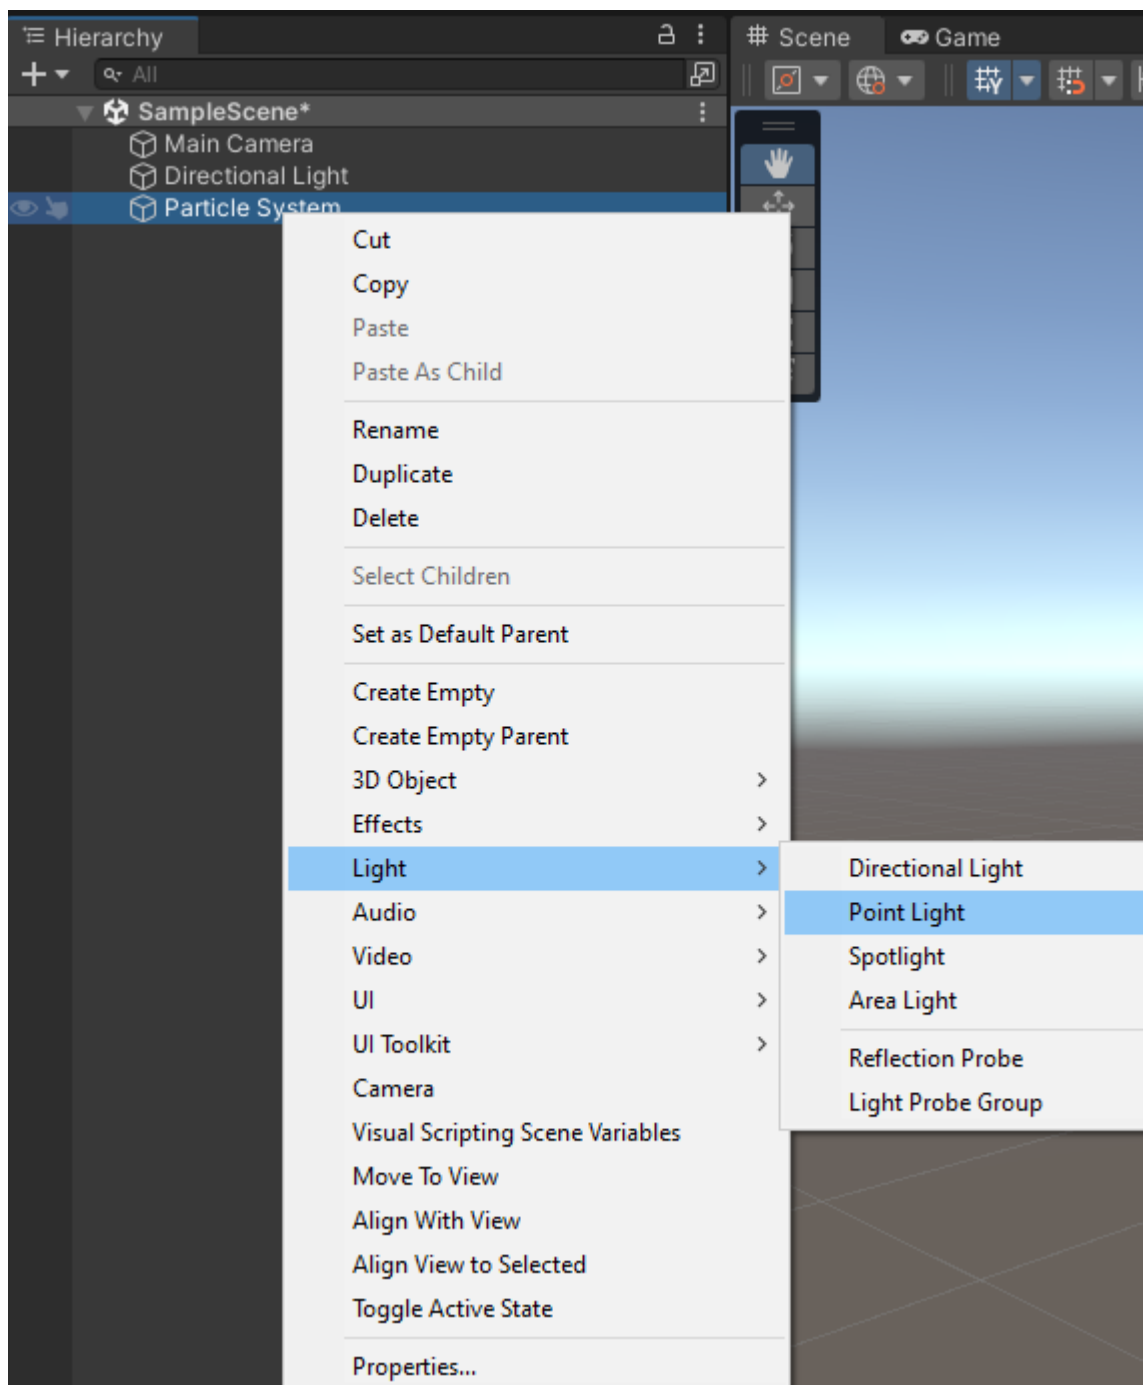 Hierarchy
All
SampleScene*
Main Camera
Directional Light
Particle System
Scene
Game
Cut
Copy
Paste
Paste As Child
Rename
Duplicate
Delete
Select Children
Set as Default Parent
Create Empty
Create Empty Parent
3D Object
Effects
Light
Audio
Video
UI
UI Toolkit
Camera
Visual Scripting Scene Variables
Move To View
Align With View
Align View to Selected
Toggle Active State
Properties...
Directional Light
Point Light
Spotlight
Area Light
Reflection Probe
Light Probe Group